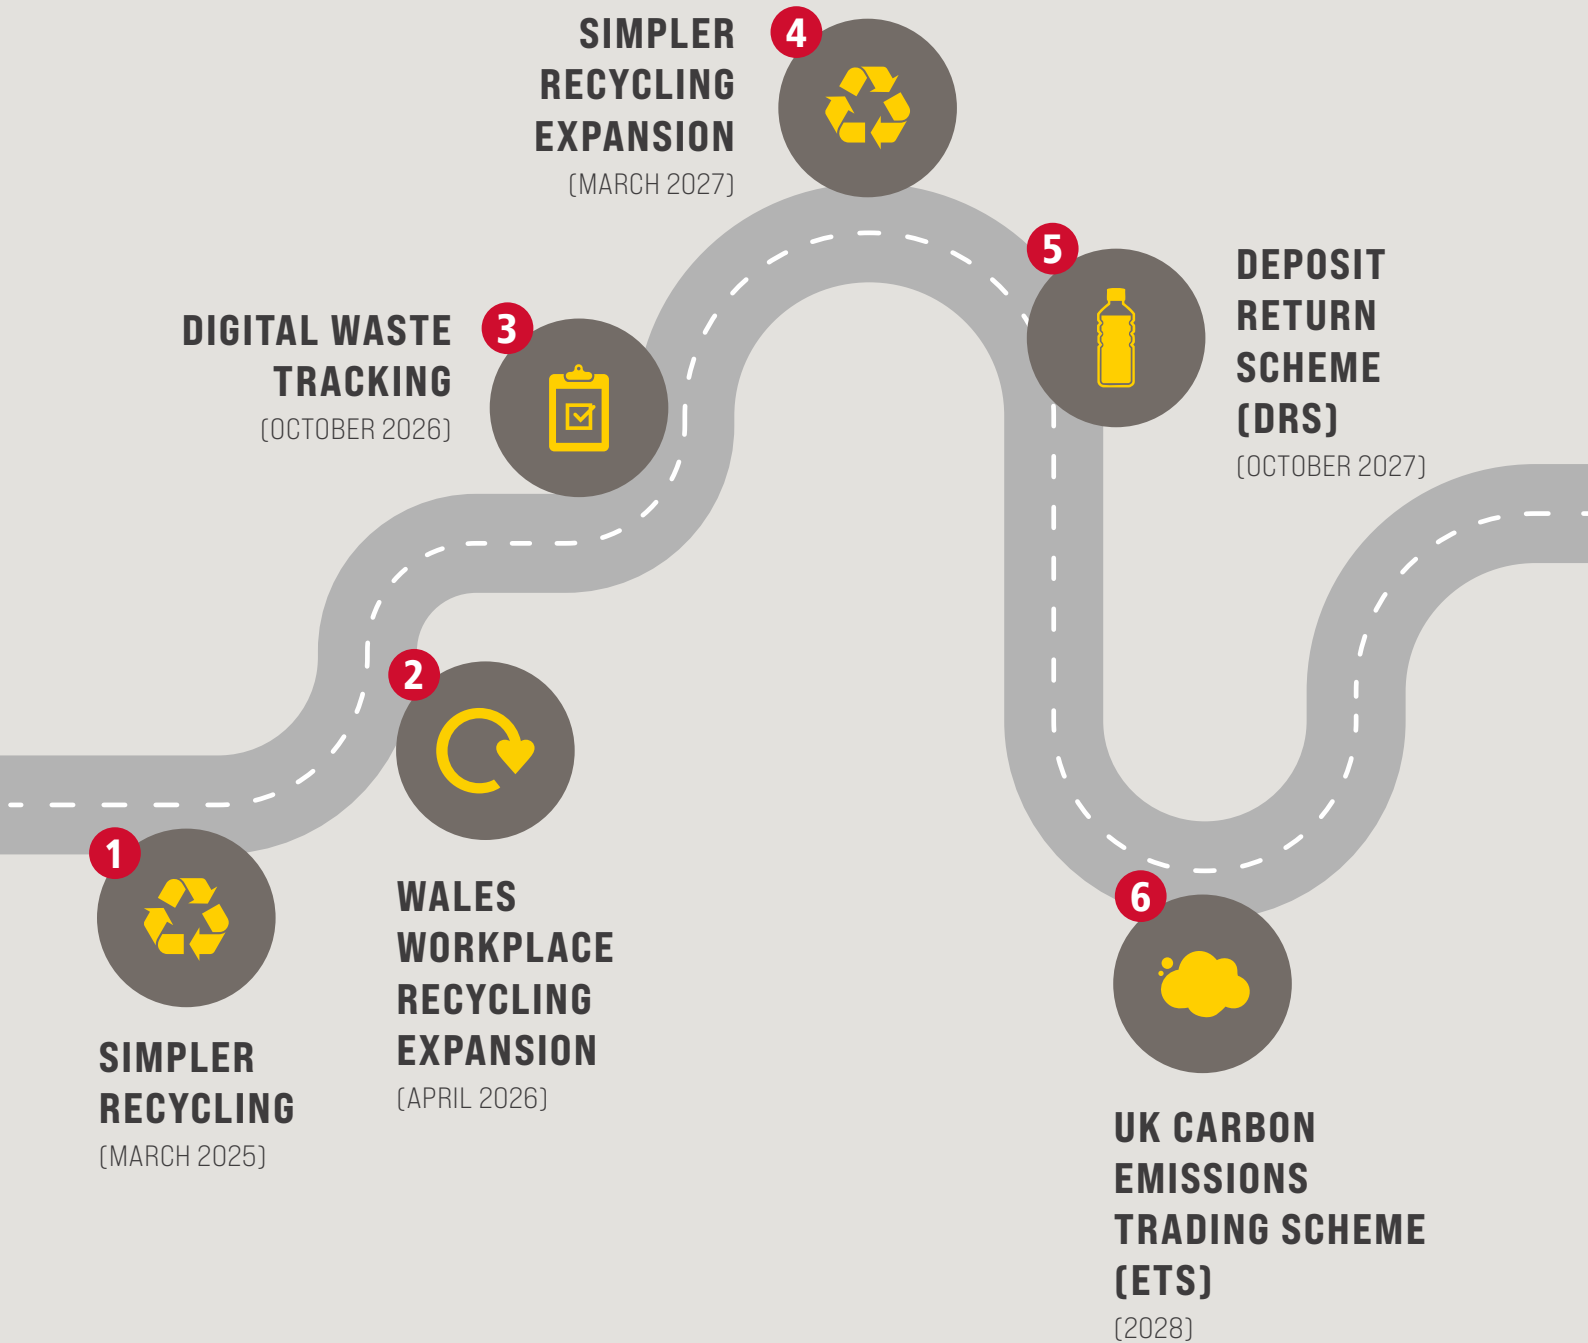 1
SIMPLER
RECYCLING
(MARCH 2025)
2
WALES
WORKPLACE
RECYCLING
EXPANSION
(APRIL 2026)
3
DIGITAL WASTE
TRACKING
(OCTOBER 2026)
4
SIMPLER
RECYCLING
EXPANSION
(MARCH 2027)
5
DEPOSIT
RETURN
SCHEME
(DRS)
(OCTOBER 2027)
6
UK CARBON
EMISSIONS
TRADING SCHEME
(ETS)
(2028)